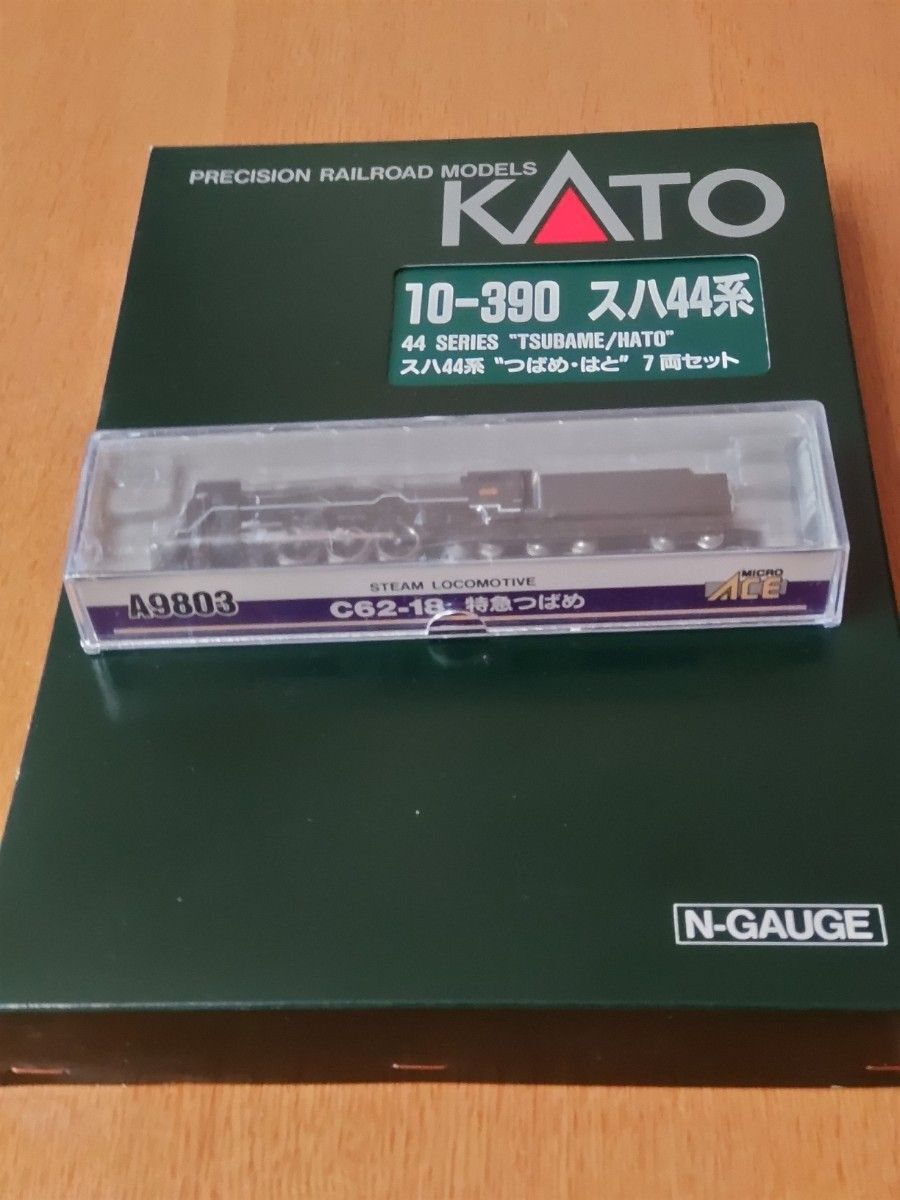 PRECISION RAILROAD MODELS
KATO
10-390 スハ44系
44 SERIES "TSUBAME/HATO"
スハ44系 "つばめ・はと" 7両セット
STEAM LOCOMOTIVE
A9803
C62-18 特急つばめ
MICRO ACE
N-GAUGE